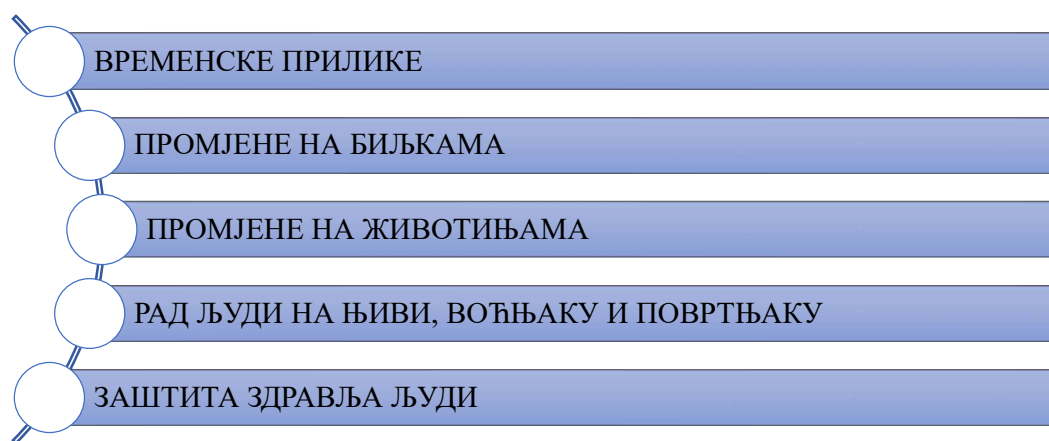 ВРЕМЕНСКЕ ПРИЛИКЕ
ПРОМЈЕНЕ НА БИЉКАМА
ПРОМЈЕНЕ НА ЖИВОТИЊАМА
РАД ЉУДИ НА ЊИВИ, ВОЋЊАКУ И ПОВРТЊАКУ
ЗАШТИТА ЗДРАВЉА ЉУДИ